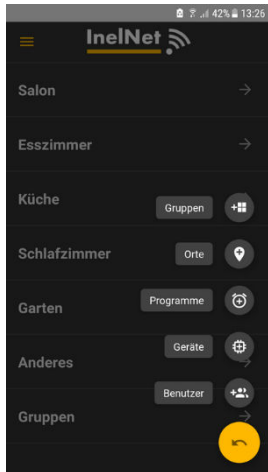 42% 13:26
InelNet
Salon
Esszimmer
Küche
Gruppen
Schlafzimmer
Orte
Programme
Garten
Geräte
Anderes
Benutzer
Gruppen